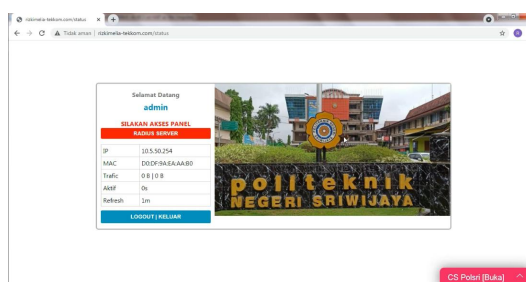 rizkimelia-tekkom.com/status
Tidak aman | rizkimelia-tekkom.com/status
Selamat Datang
admin
SILAKAN AKSES PANEL
RADIUS SERVER
IP 10.5.50.254
MAC D0:DF:9A:EA:AA:B0
Trafic 0 B | 0 B
Aktif 0s
Refresh 1m
LOGOUT | KELUAR
politeknik
NEGERI SRIWIJAYA
CS Polsri [Buka]